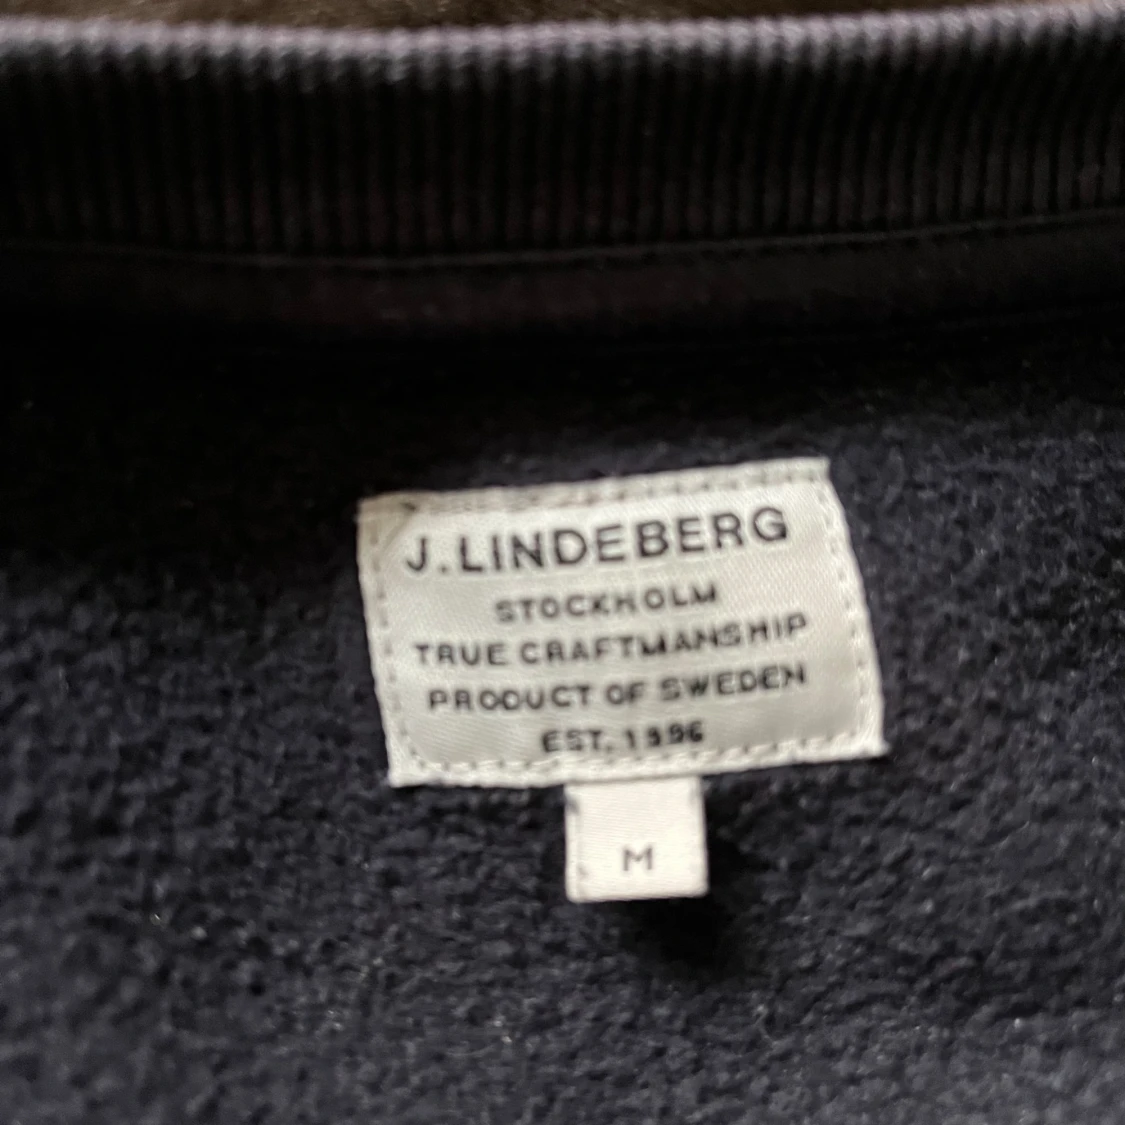 J.LINDEBERG
STOCKHOLM
TRUE CRAFTMANSHIP
PRODUCT OF SWEDEN
EST. 1996
M